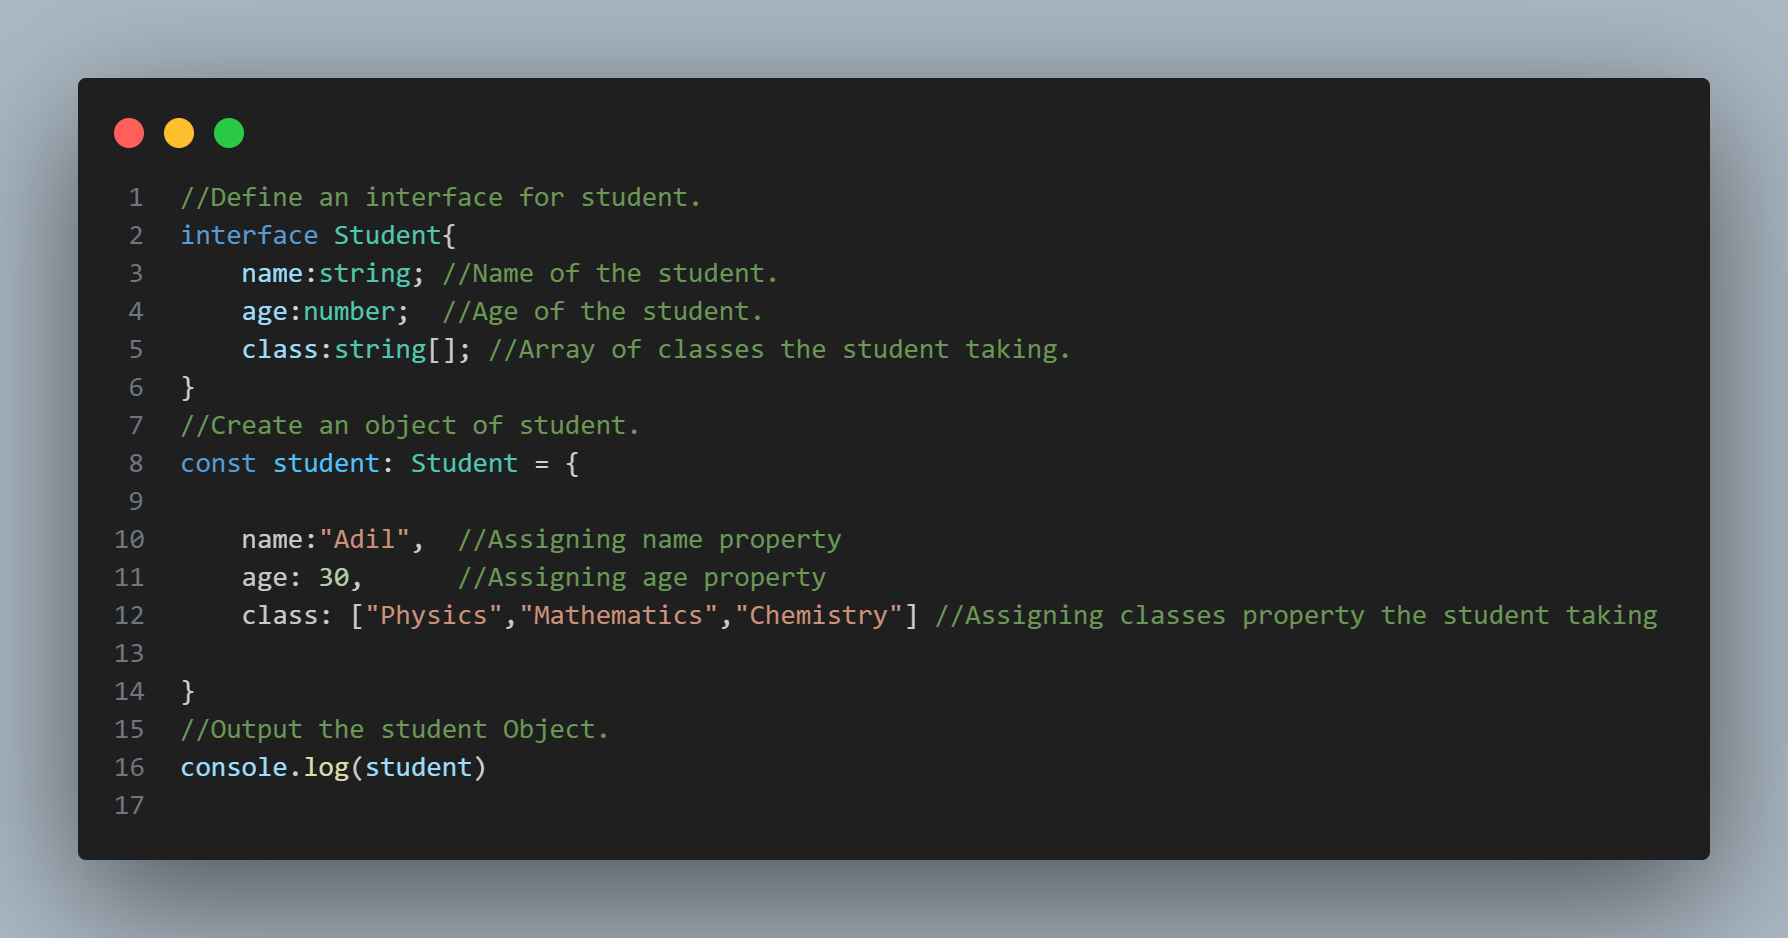 1 //Define an interface for student.
2 interface Student{
3     name:string; //Name of the student.
4     age:number;  //Age of the student.
5     class:string[]; //Array of classes the student taking.
6 }
7 //Create an object of student.
8 const student: Student = {
9
10     name:"Adil",  //Assigning name property
11     age: 30,      //Assigning age property
12     class: ["Physics","Mathematics","Chemistry"] //Assigning classes property the student taking
13
14 }
15 //Output the student Object.
16 console.log(student)
17